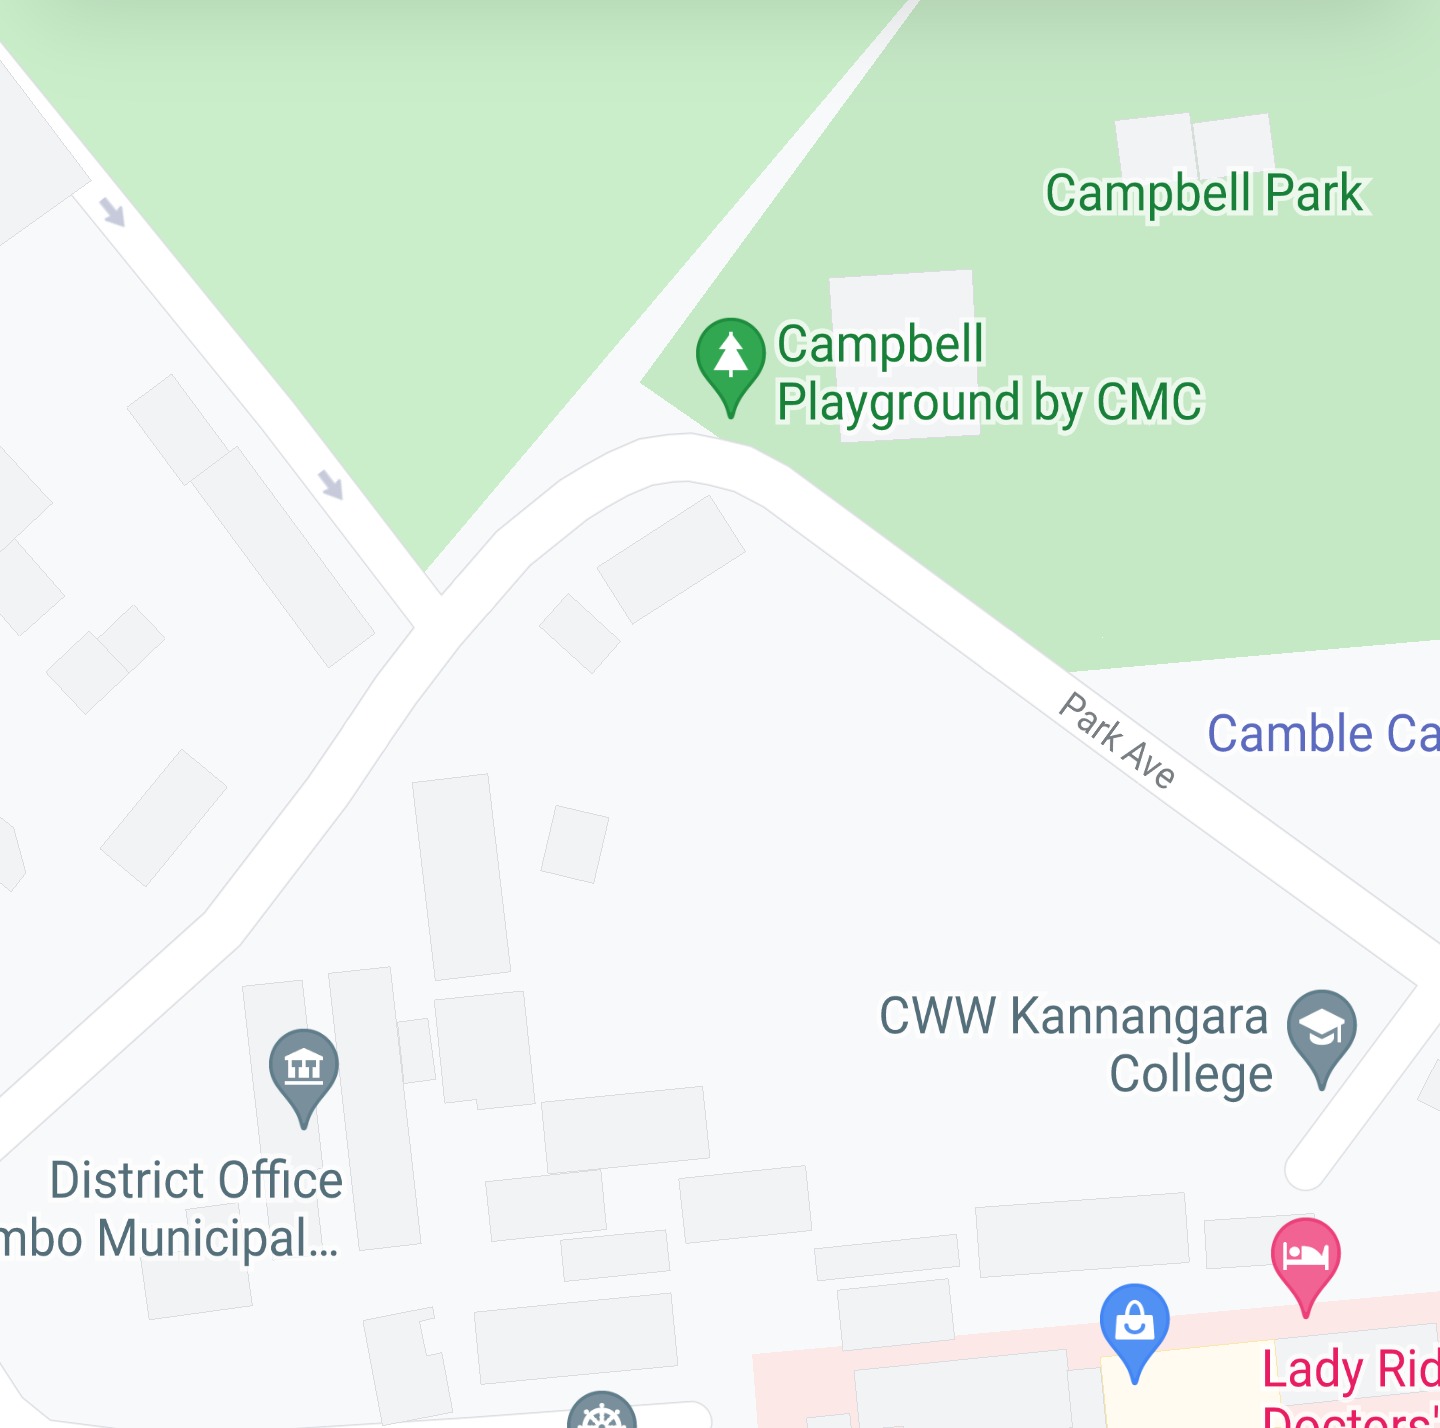 Campbell Park
Campbell
Playground by CMC
Park Ave
Camble Ca
CWW Kannangara
College
District Office
mbo Municipal...
Lady Rid
Doctors'